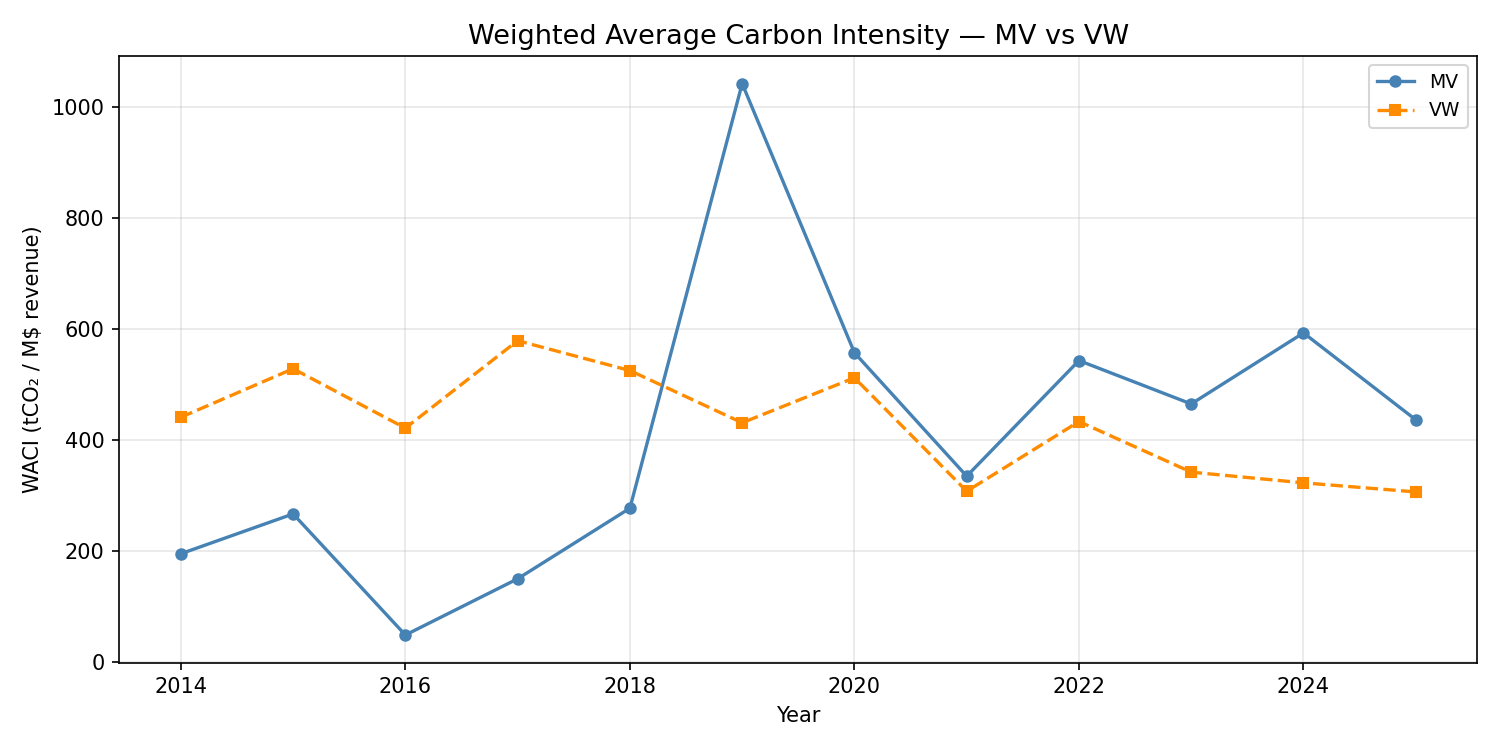 Weighted Average Carbon Intensity — MV vs VW
MV
VW
WACI (tCO₂ / M$ revenue)
1000
800
600
400
200
0
2014 2016 2018 2020 2022 2024
Year